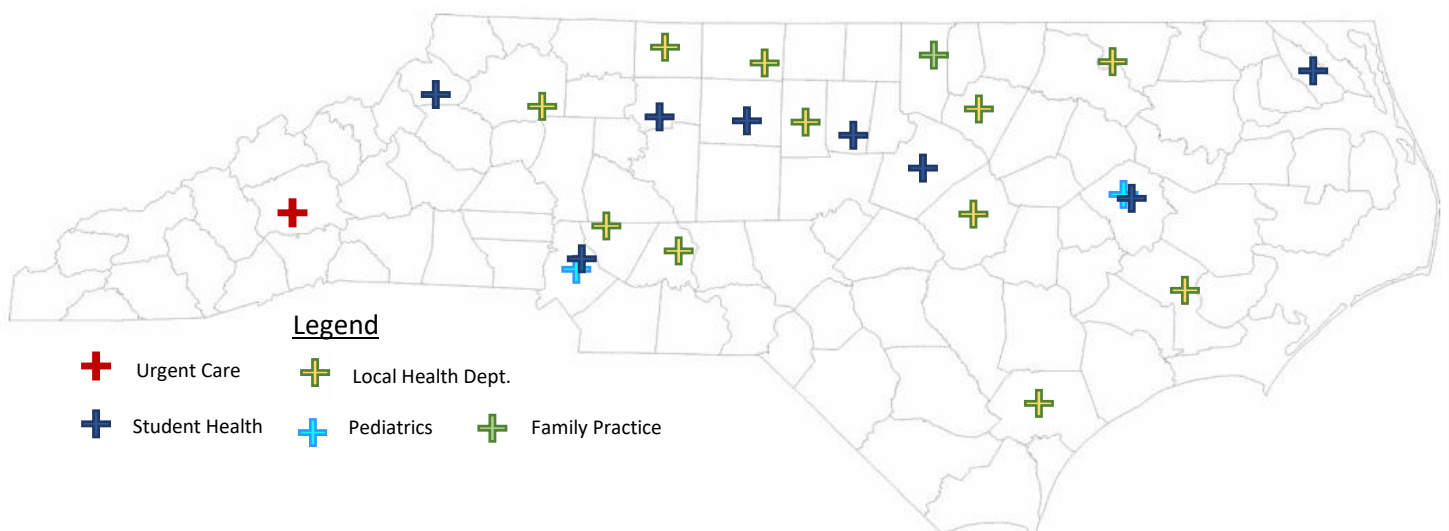 Legend
Urgent Care
Local Health Dept.
Student Health
Pediatrics
Family Practice